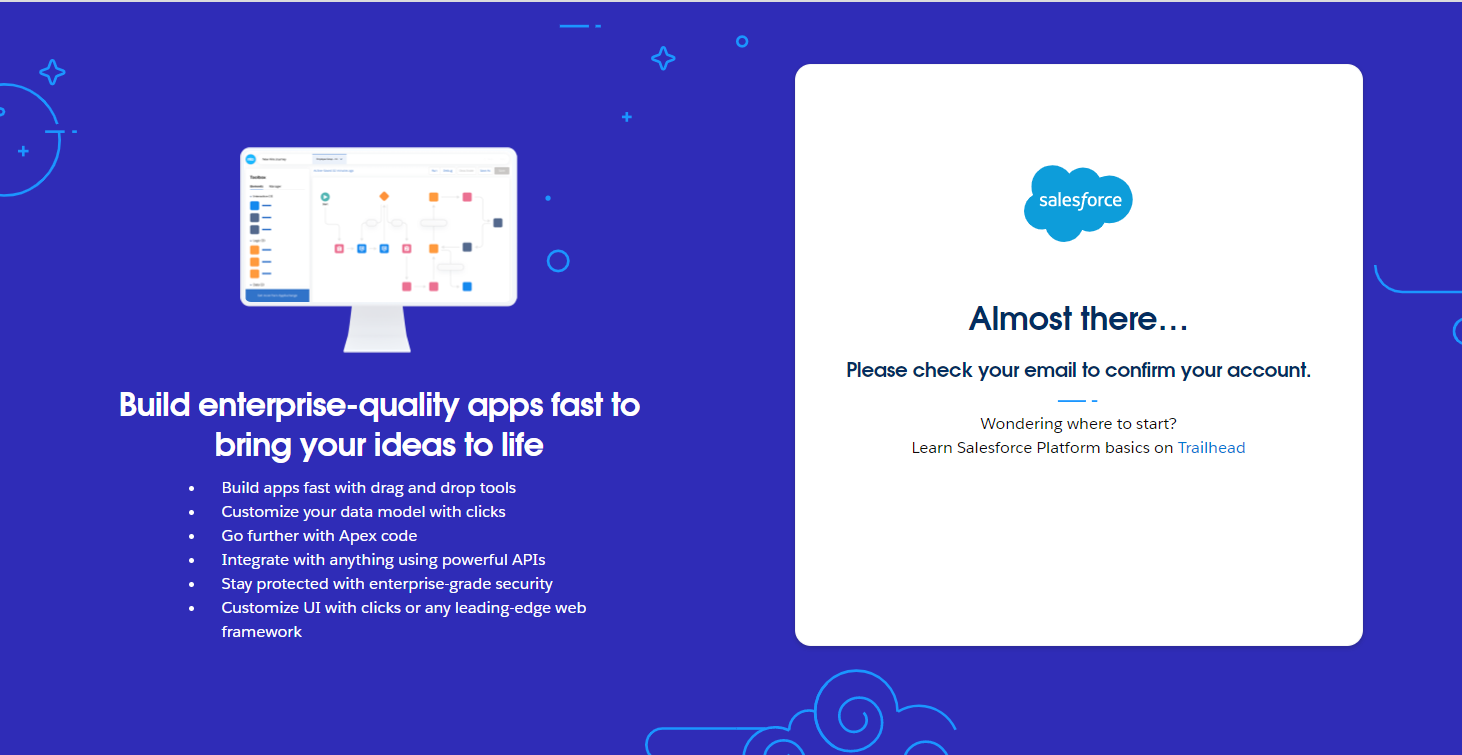 Build enterprise-quality apps fast to
bring your ideas to life
Build apps fast with drag and drop tools
Customize your data model with clicks
Go further with Apex code
Integrate with anything using powerful APIs
Stay protected with enterprise-grade security
Customize UI with clicks or any leading-edge web
framework
salesforce
Almost there…
Please check your email to confirm your account.
Wondering where to start?
Learn Salesforce Platform basics on Trailhead